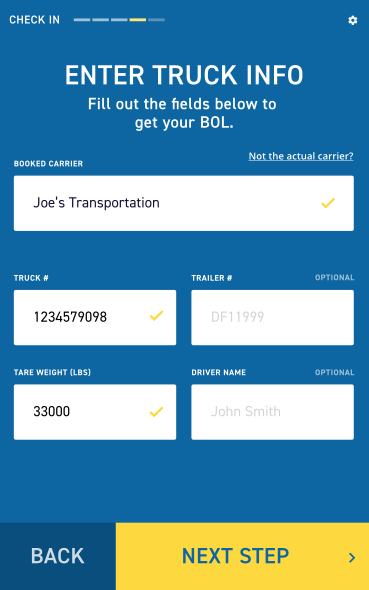 CHECK IN
ENTER TRUCK INFO
Fill out the fields below to
get your BOL.
BOOKED CARRIER
Not the actual carrier?
Joe's Transportation
TRUCK #
TRAILER #
OPTIONAL
1234579098
DF11999
TARE WEIGHT (LBS)
DRIVER NAME
OPTIONAL
33000
John Smith
BACK
NEXT STEP